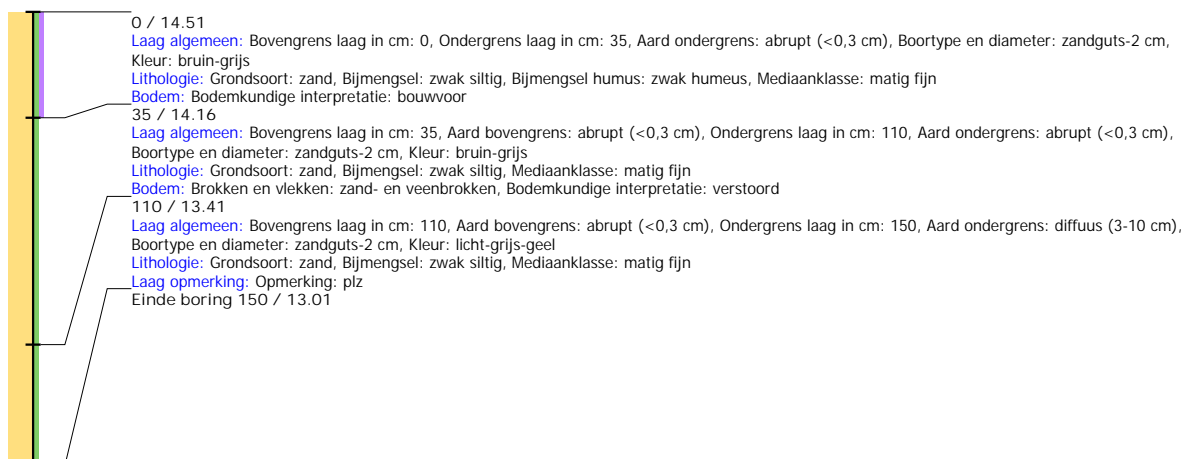 0 / 14.51
Laag algemeen: Bovengrens laag in cm: 0, Ondergrens laag in cm: 35, Aard ondergrens: abrupt (<0,3 cm), Boortype en diameter: zandguts-2 cm,
Kleur: bruin-grijs
Lithologie: Grondsoort: zand, Bijmengsel: zwak siltig, Bijmengsel humus: zwak humeus, Mediaanklasse: matig fijn
Bodem: Bodemkundige interpretatie: bouwvoor
35 / 14.16
Laag algemeen: Bovengrens laag in cm: 35, Aard bovengrens: abrupt (<0,3 cm), Ondergrens laag in cm: 110, Aard ondergrens: abrupt (<0,3 cm),
Boortype en diameter: zandguts-2 cm, Kleur: bruin-grijs
Lithologie: Grondsoort: zand, Bijmengsel: zwak siltig, Mediaanklasse: matig fijn
Bodem: Brokken en vlekken: zand- en veenbrokken, Bodemkundige interpretatie: verstoord
110 / 13.41
Laag algemeen: Bovengrens laag in cm: 110, Aard bovengrens: abrupt (<0,3 cm), Ondergrens laag in cm: 150, Aard ondergrens: diffuus (3-10 cm),
Boortype en diameter: zandguts-2 cm, Kleur: licht-grijs-geel
Lithologie: Grondsoort: zand, Bijmengsel: zwak siltig, Mediaanklasse: matig fijn
Laag opmerking: Opmerking: plz
Einde boring 150 / 13.01